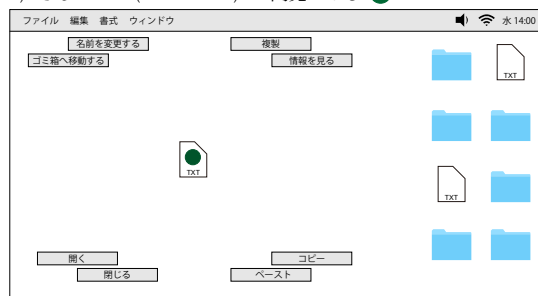 ファイル 編集 書式 ウィンドウ
水 14:00
名前を変更する
複製
ゴミ箱へ移動する
情報を見る
TXT
TXT
TXT
開く
コピー
閉じる
ペースト